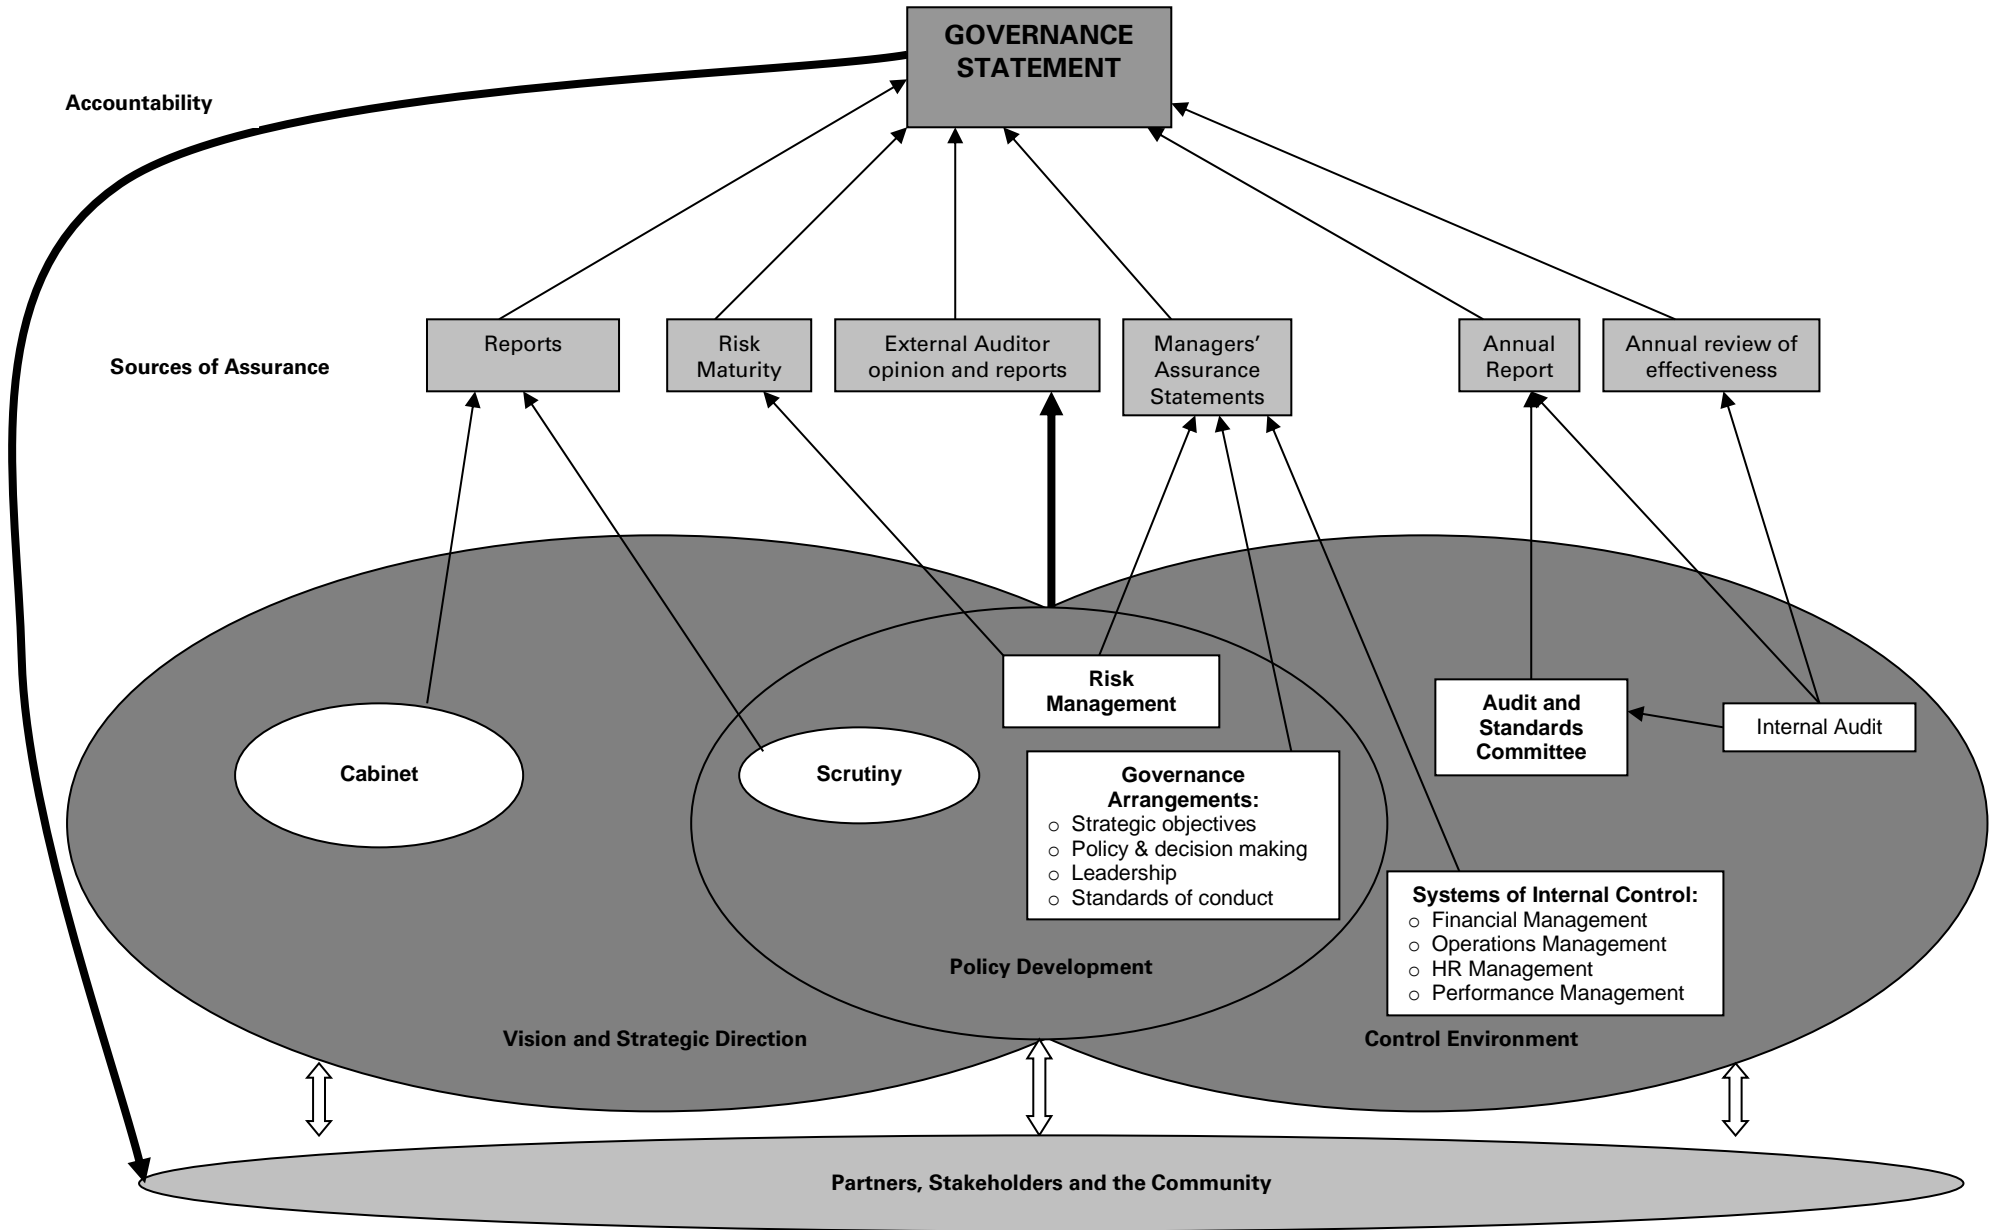 GOVERNANCE
STATEMENT
Accountability
Sources of Assurance
Reports
Risk
Maturity
External Auditor
opinion and reports
Managers’
Assurance
Statements
Annual
Report
Annual review of
effectiveness
Cabinet
Scrutiny
Risk
Management
Governance
Arrangements:
o Strategic objectives
o Policy & decision making
o Leadership
o Standards of conduct
Audit and
Standards
Committee
Internal Audit
Systems of Internal Control:
o Financial Management
o Operations Management
o HR Management
o Performance Management
Policy Development
Vision and Strategic Direction
Control Environment
Partners, Stakeholders and the Community